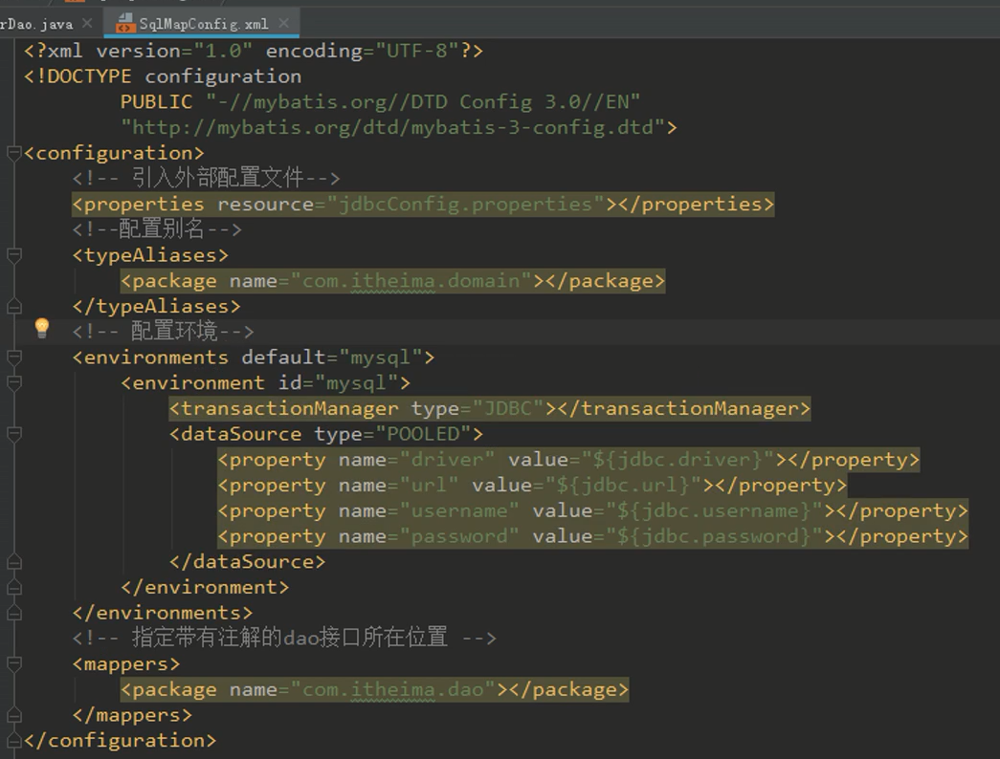 rDao.java
SqlMapConfig.xml
<?xml version="1.0" encoding="UTF-8"?>
<!DOCTYPE configuration
        PUBLIC "-//mybatis.org//DTD Config 3.0//EN"
        "http://mybatis.org/dtd/mybatis-3-config.dtd">
<configuration>
    <!-- 引入外部配置文件-->
    <properties resource="jdbcConfig.properties"></properties>
    <!--配置别名-->
    <typeAliases>
        <package name="com.itheima.domain"></package>
    </typeAliases>
    <!-- 配置环境-->
    <environments default="mysql">
        <environment id="mysql">
            <transactionManager type="JDBC"></transactionManager>
            <dataSource type="POOLED">
                <property name="driver" value="${jdbc.driver}"></property>
                <property name="url" value="${jdbc.url}"></property>
                <property name="username" value="${jdbc.username}"></property>
                <property name="password" value="${jdbc.password}"></property>
            </dataSource>
        </environment>
    </environments>
    <!-- 指定带有注解的dao接口所在位置 -->
    <mappers>
        <package name="com.itheima.dao"></package>
    </mappers>
</configuration>